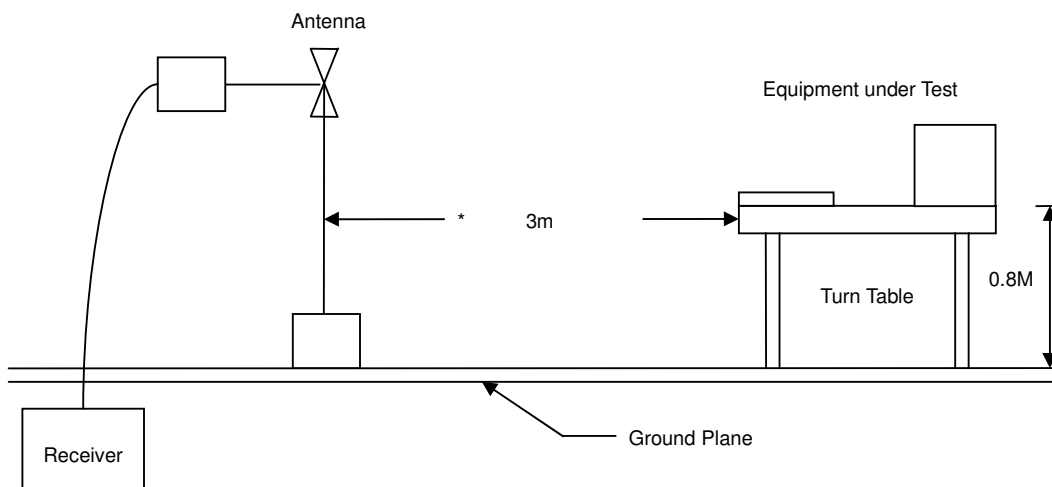 Antenna
Equipment under Test
* 3m
0.8M
Turn Table
Ground Plane
Receiver